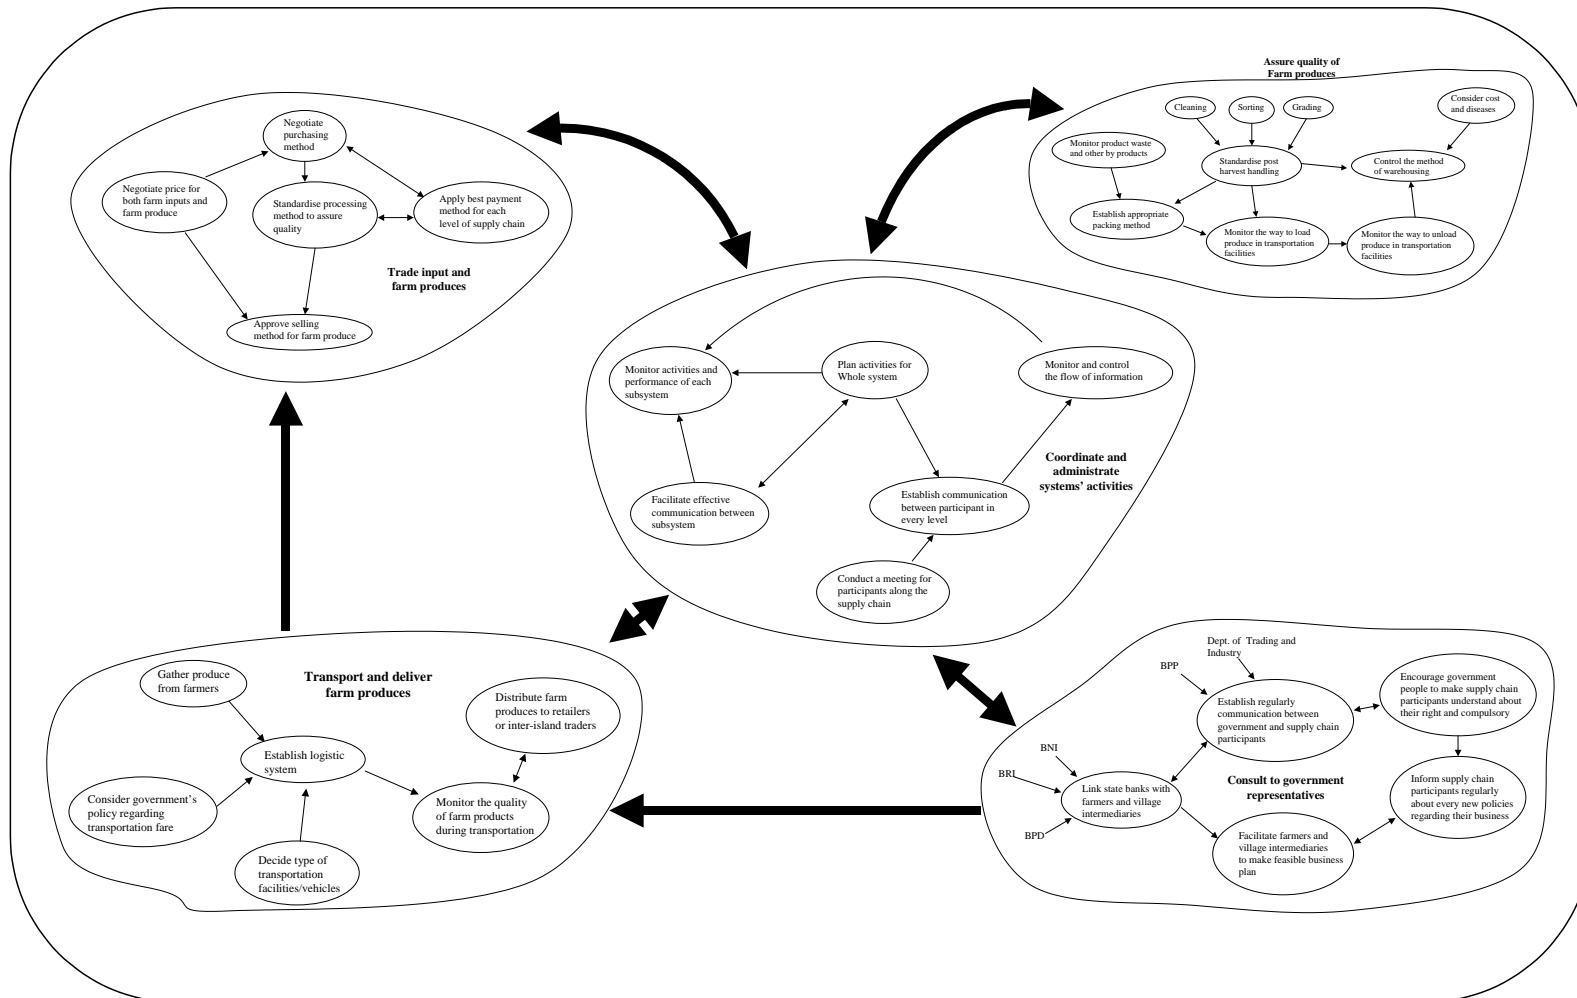 Assure quality of
Farm produces
Cleaning
Sorting
Grading
Consider cost
and diseases
Monitor product waste
and other by products
Standardise post
harvest handling
Control the method
of warehousing
Establish appropriate
packing method
Monitor the way to load
produce in transportation
facilities
Monitor the way to unload
produce in transportation
facilities
Negotiate
purchasing
method
Negotiate price for
both farm inputs and
farm produce
Standardise processing
method to assure
quality
Apply best payment
method for each
level of supply chain
Trade input and
farm produces
Approve selling
method for farm produce
Monitor activities and
performance of each
subsystem
Plan activities for
Whole system
Monitor and control
the flow of information
Coordinate and
administrate
systems’ activities
Facilitate effective
communication between
subsystem
Establish communication
between participant in
every level
Conduct a meeting for
participants along the
supply chain
Transport and deliver
farm produces
Gather produce
from farmers
Distribute farm
produces to retailers
or inter-island traders
Establish logistic
system
Consider government’s
policy regarding
transportation fare
Monitor the quality
of farm products
during transportation
Decide type of
transportation
facilities/vehicles
Dept. of Trading and
Industry
BPP
Establish regularly
communication between
government and supply chain
participants
Encourage government
people to make supply chain
participants understand about
their right and compulsory
BNI
BRI
BPD
Link state banks with
farmers and village
intermediaries
Consult to government
representatives
Inform supply chain
participants regularly
about every new policies
regarding their business
Facilitate farmers and
village intermediaries
to make feasible business
plan